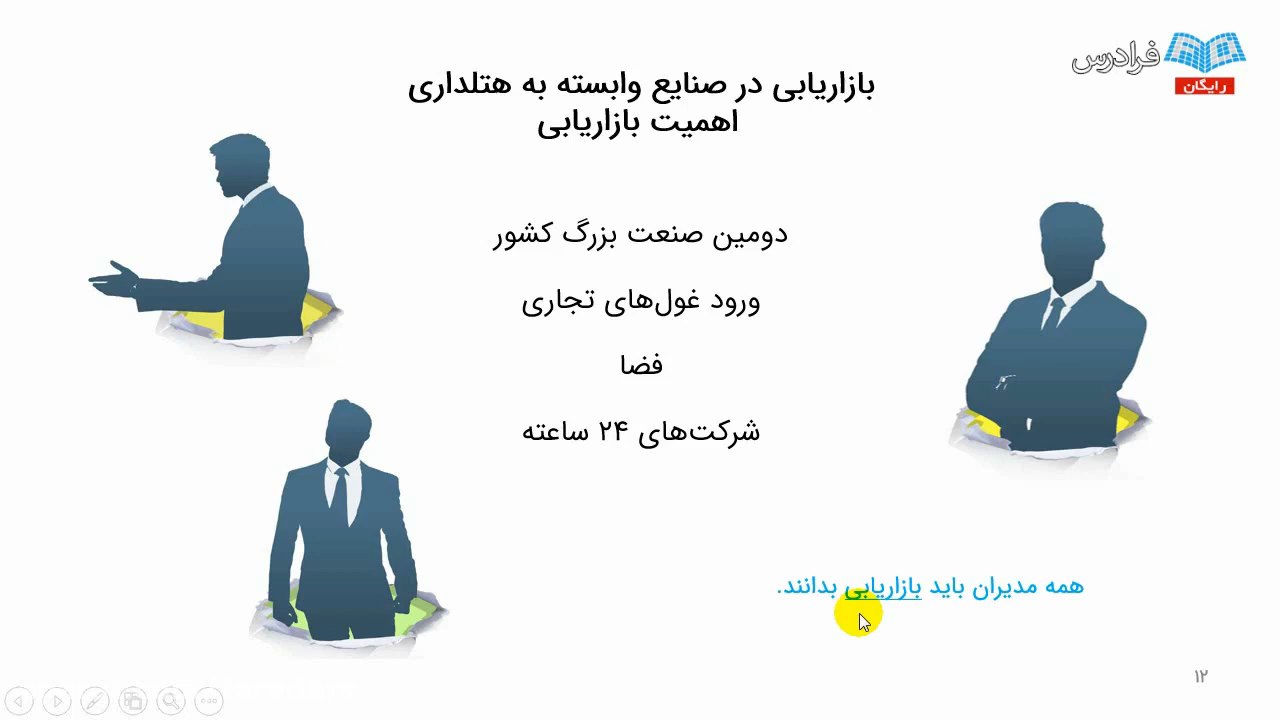 فرادرس
رایگان
بازاریابی در صنایع وابسته به هتلداری
اهمیت بازاریابی
دومین صنعت بزرگ کشور
ورود غول‌های تجاری
فضا
شرکت‌های ۲۴ ساعته
همه مدیران باید بازاریابی بدانند.
۱۲